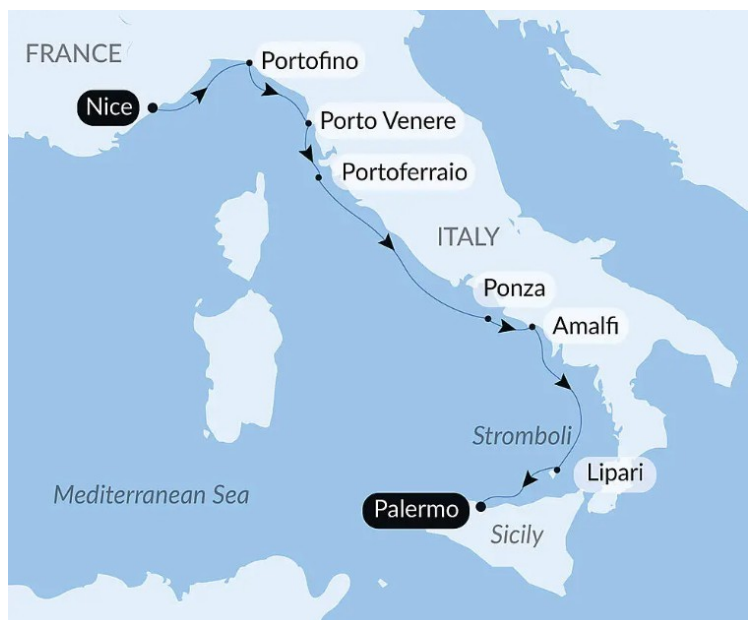 FRANCE
Portofino
Nice
Porto Venere
Portoferraio
ITALY
Ponza
Amalfi
Stromboli
Lipari
Mediterranean Sea
Palermo
Sicily